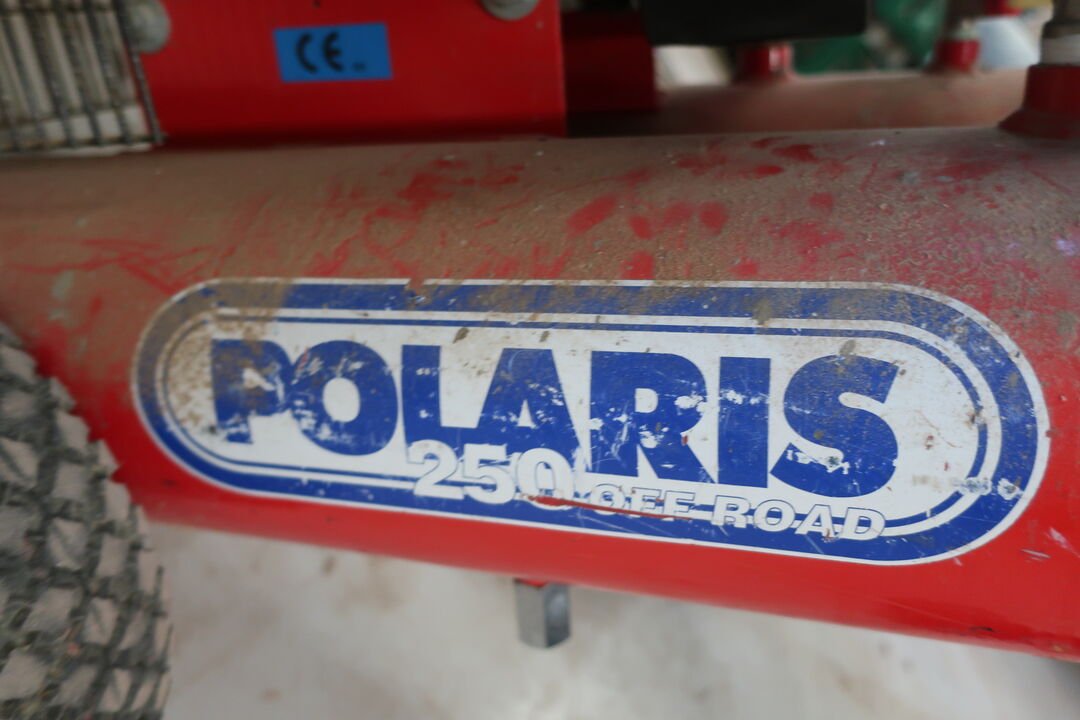 CE
POLARIS
250 OFF ROAD